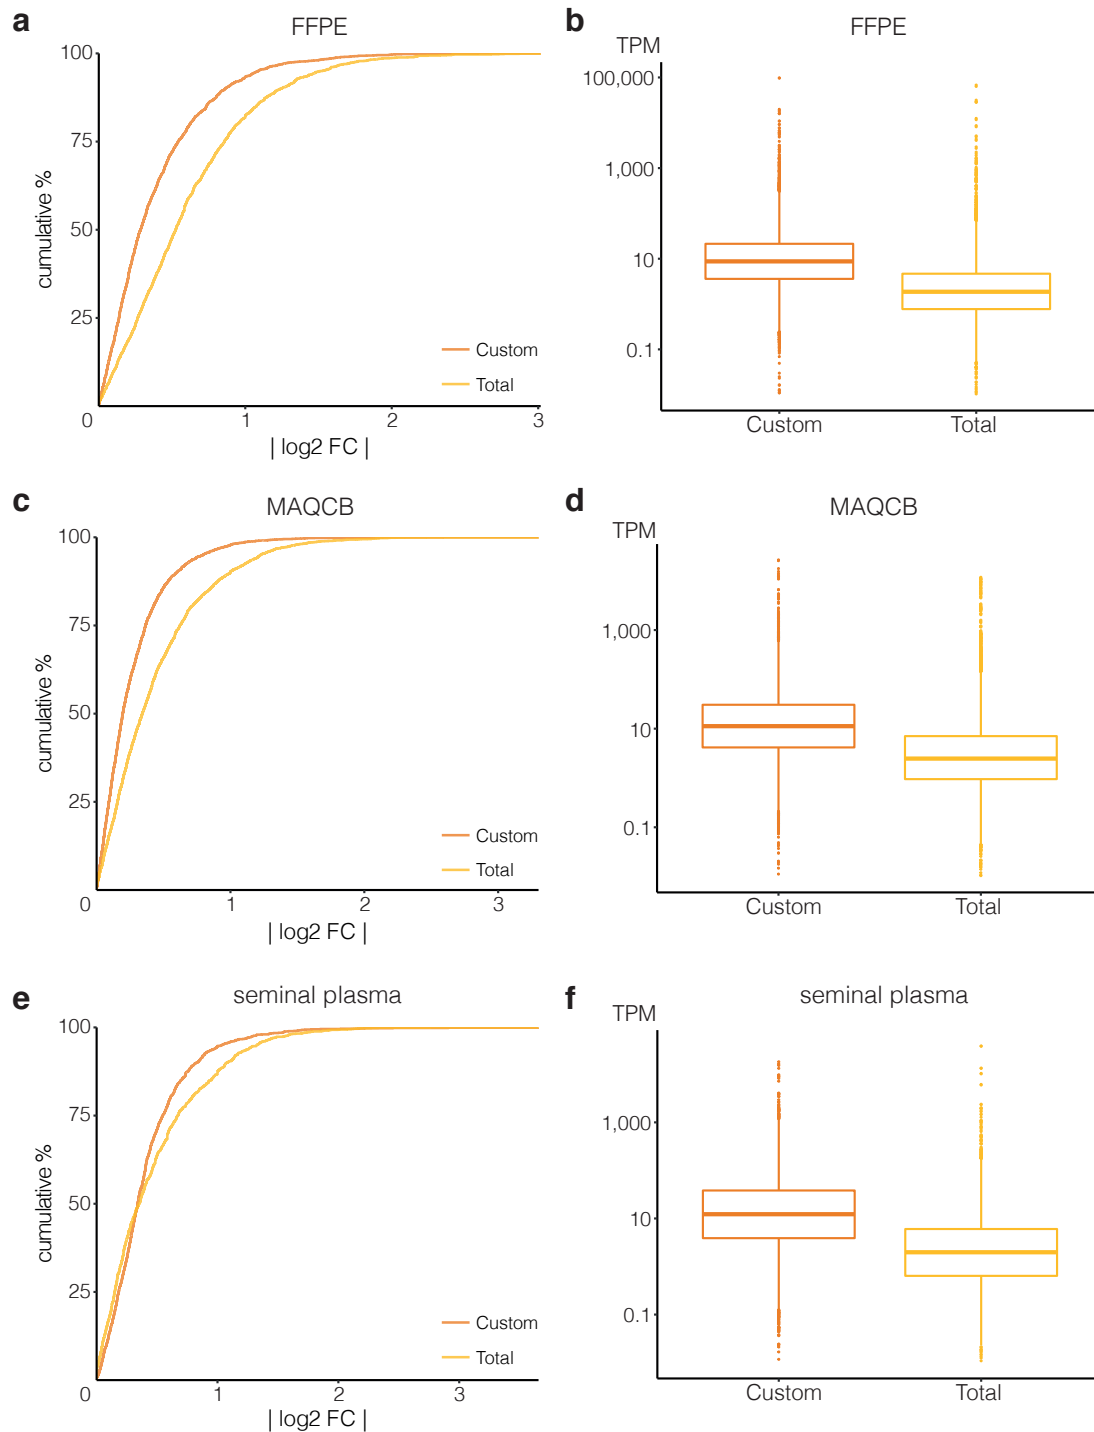 a
FFPE
100
75
50
25
0
1
2
3
cumulative %
| log2 FC |
Custom
Total
b
FFPE
TPM
100,000
1,000
10
0.1
Custom
Total
c
MAQCB
100
75
50
25
0
1
2
3
cumulative %
| log2 FC |
Custom
Total
d
MAQCB
TPM
1,000
10
0.1
Custom
Total
e
seminal plasma
100
75
50
25
0
1
2
3
cumulative %
| log2 FC |
Custom
Total
f
seminal plasma
TPM
1,000
10
0.1
Custom
Total